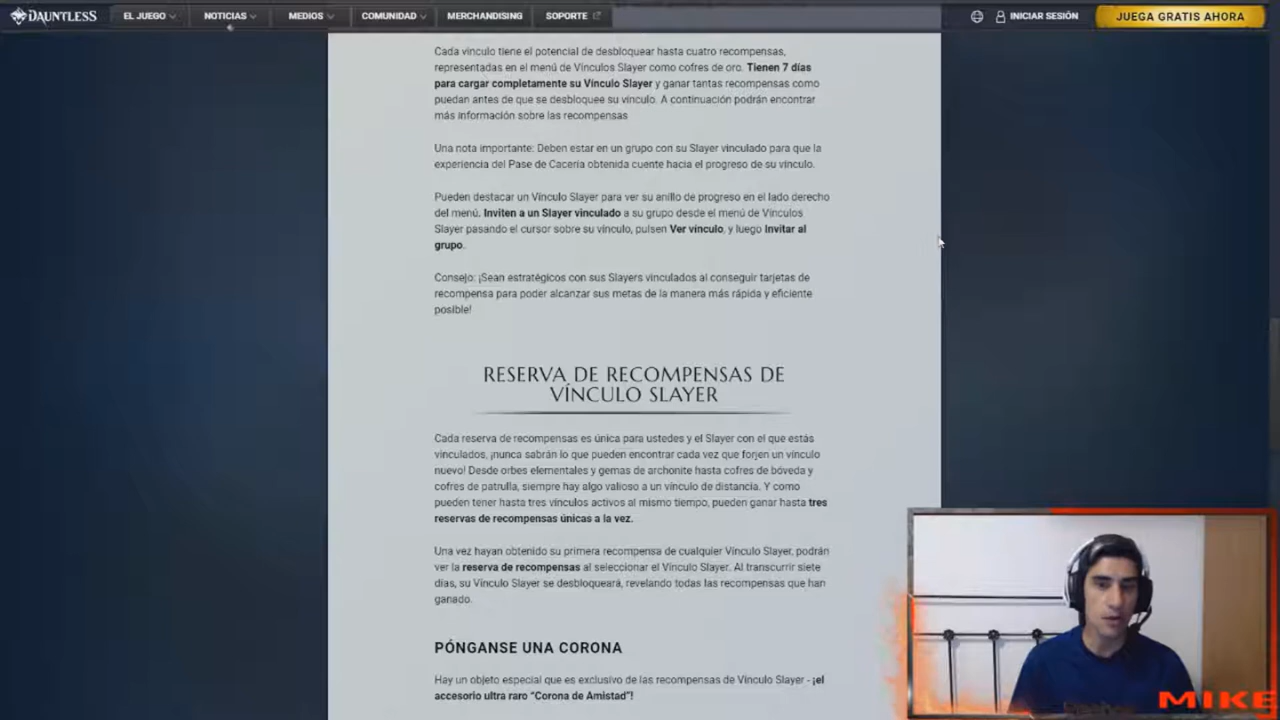 DAUNTLESS EL JUEGO NOTICIAS MEDIOS COMUNIDAD MERCHANDISING SOPORTE INICIAR SESIÓN JUEGA GRATIS AHORA
Cada vínculo tiene el potencial de desbloquear hasta cuatro recompensas,
representadas en el menú de Vínculos Slayer como cofres de oro. Tienen 7 días
para cargar completamente su Vínculo Slayer y ganar tantas recompensas como
puedan antes de que se desbloquee su vínculo. A continuación podrán encontrar
más información sobre las recompensas
Una nota importante: Deben estar en un grupo con su Slayer vinculado para que la
experiencia del Pase de Cacería obtenida cuente hacia el progreso de su vínculo.
Pueden destacar un Vínculo Slayer para ver su anillo de progreso en el lado derecho
del menú. Inviten a un Slayer vinculado a su grupo desde el menú de Vínculos
Slayer pasando el cursor sobre su vínculo, pulsen Ver vínculo, y luego Invitar al
grupo.
Consejo: ¡Sean estratégicos con sus Slayers vinculados al conseguir tarjetas de
recompensa para poder alcanzar sus metas de la manera más rápida y eficiente
posible!
RESERVA DE RECOMPENSAS DE
VÍNCULO SLAYER
Cada reserva de recompensas es única para ustedes y el Slayer con el que estás
vinculados, ¡nunca sabrán lo que pueden encontrar cada vez que forjen un vínculo
nuevo! Desde orbes elementales y gemas de archonite hasta cofres de bóveda y
cofres de patrulla, siempre hay algo valioso a un vínculo de distancia. Y como
pueden tener hasta tres vínculos activos al mismo tiempo, pueden ganar hasta tres
reservas de recompensas únicas a la vez.
Una vez hayan obtenido su primera recompensa de cualquier Vínculo Slayer, podrán
ver la reserva de recompensas al seleccionar el Vínculo Slayer. Al transcurrir siete
días, su Vínculo Slayer se desbloqueará, revelando todas las recompensas que han
ganado.
PÓNGANSE UNA CORONA
Hay un objeto especial que es exclusivo de las recompensas de Vínculo Slayer - ¡el
accesorio ultra raro "Corona de Amistad"!
MIKE